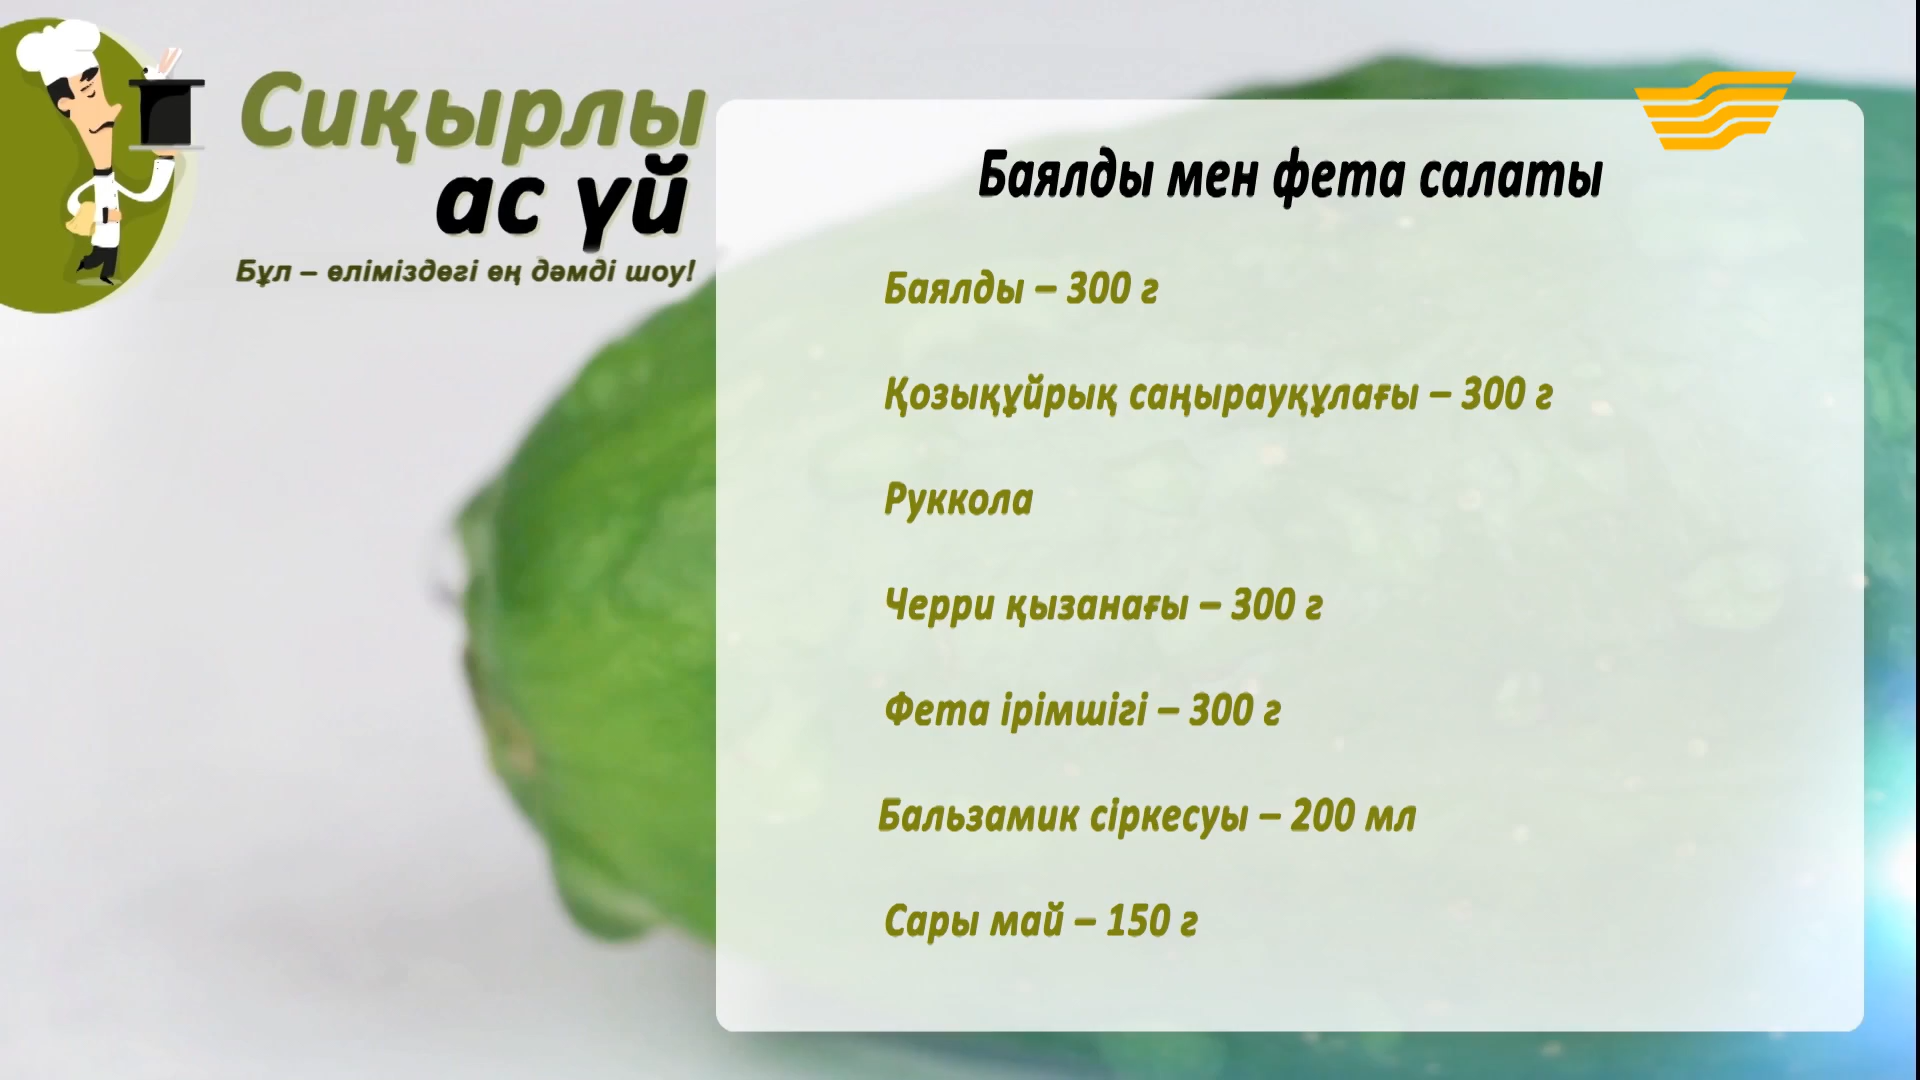 Сиқырлы
ас үй
Бұл – еліміздегі ең дәмді шоу!
Баялды мен фета салаты
Баялды – 300 г
Қозықұйрық саңырауқұлағы – 300 г
Руккола
Черри қызанағы – 300 г
Фета ірімшігі – 300 г
Бальзамик сіркесуы – 200 мл
Сары май – 150 г